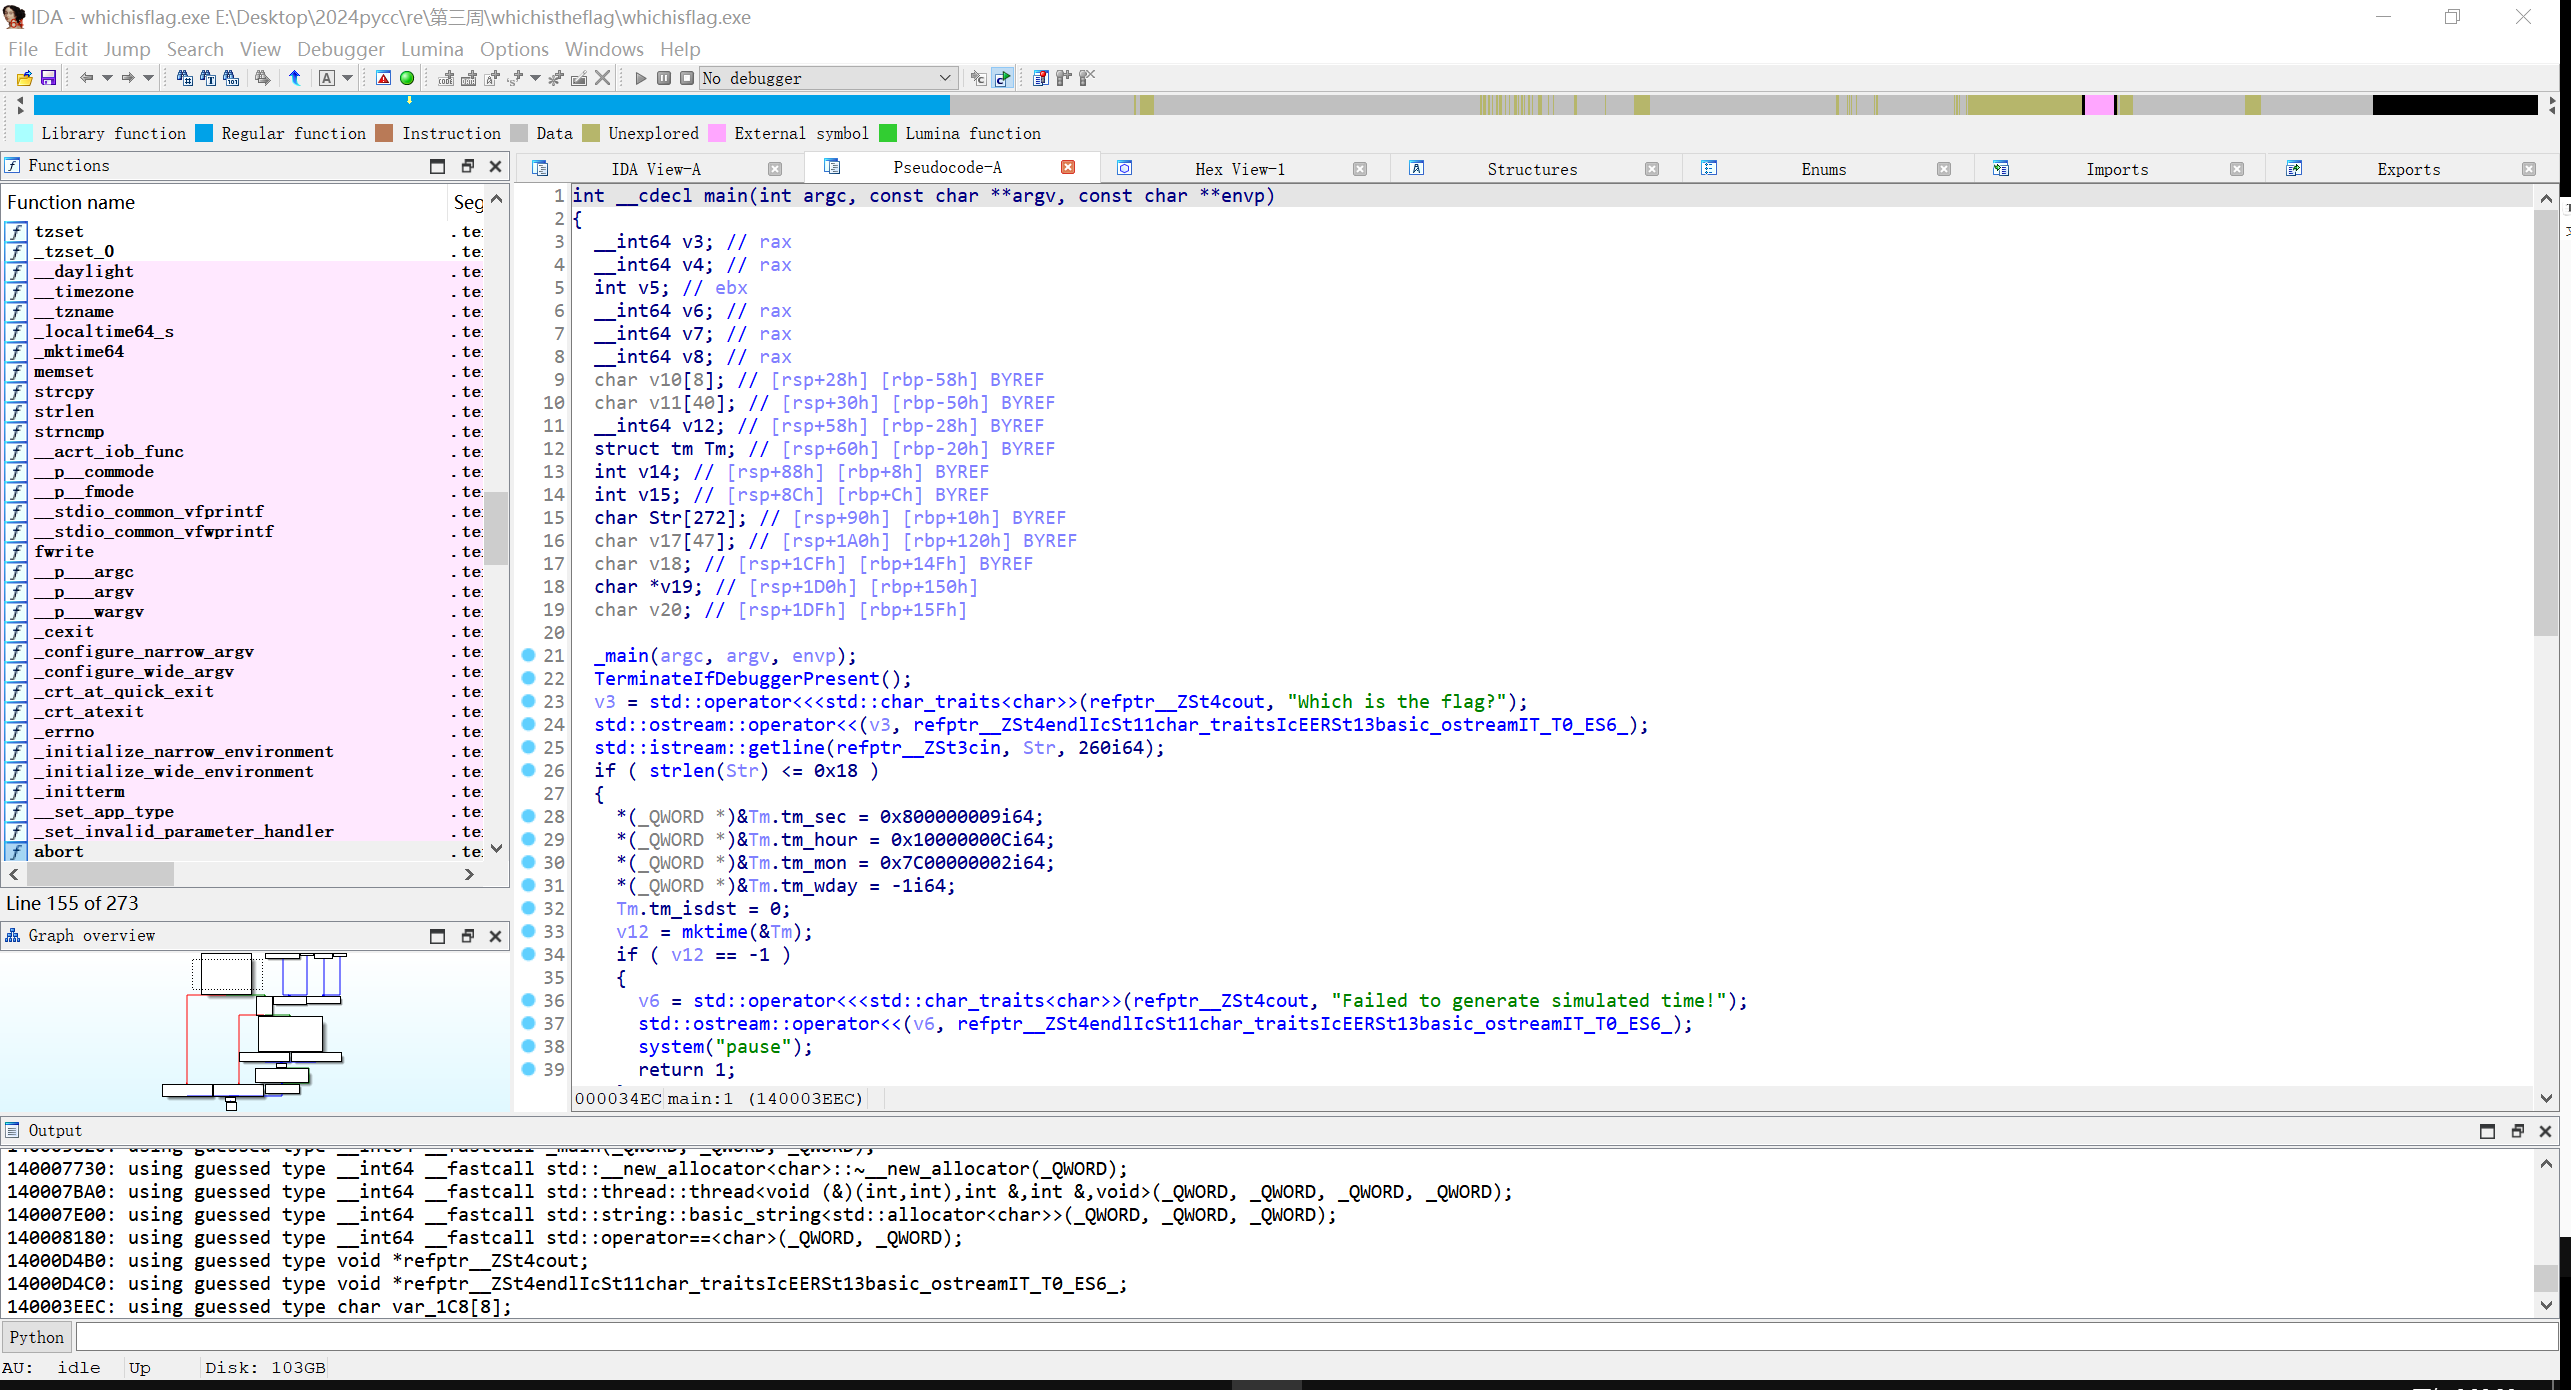 IDA - whichisflag.exe E:\Desktop\2024pycc\re\第三周\whichistheflag\whichisflag.exe
File Edit Jump Search View Debugger Lumina Options Windows Help
No debugger
Library function Regular function Instruction Data Unexplored External symbol Lumina function
Functions
Function name Seg
tzset .te
_tzset_0 .te
__daylight .te
__timezone .te
__tzname .te
_localtime64_s .te
_mktime64 .te
memset .te
strcpy .te
strlen .te
strncmp .te
__acrt_iob_func .te
__p__commode .te
__p__fmode .te
__stdio_common_vfprintf .te
__stdio_common_vfwprintf .te
fwrite .te
__p___argc .te
__p___argv .te
__p___wargv .te
_cexit .te
_configure_narrow_argv .te
_configure_wide_argv .te
_crt_at_quick_exit .te
_crt_atexit .te
_errno .te
_initialize_narrow_environment .te
_initialize_wide_environment .te
_initterm .te
__set_app_type .te
_set_invalid_parameter_handler .te
abort .te
Line 155 of 273
Graph overview
IDA View-A Pseudocode-A Hex View-1 Structures Enums Imports Exports
1 int __cdecl main(int argc, const char **argv, const char **envp)
2 {
3 __int64 v3; // rax
4 __int64 v4; // rax
5 int v5; // ebx
6 __int64 v6; // rax
7 __int64 v7; // rax
8 __int64 v8; // rax
9 char v10[8]; // [rsp+28h] [rbp-58h] BYREF
10 char v11[40]; // [rsp+30h] [rbp-50h] BYREF
11 __int64 v12; // [rsp+58h] [rbp-28h] BYREF
12 struct tm Tm; // [rsp+60h] [rbp-20h] BYREF
13 int v14; // [rsp+88h] [rbp+8h] BYREF
14 int v15; // [rsp+8Ch] [rbp+Ch] BYREF
15 char Str[272]; // [rsp+90h] [rbp+10h] BYREF
16 char v17[47]; // [rsp+1A0h] [rbp+120h] BYREF
17 char v18; // [rsp+1CFh] [rbp+14Fh] BYREF
18 char *v19; // [rsp+1D0h] [rbp+150h]
19 char v20; // [rsp+1DFh] [rbp+15Fh]
20
21 _main(argc, argv, envp);
22 TerminateIfDebuggerPresent();
23 v3 = std::operator<<<std::char_traits<char>>(refptr__ZSt4cout, "Which is the flag?");
24 std::ostream::operator<<(v3, refptr__ZSt4endlIcSt11char_traitsIcEERSt13basic_ostreamIT_T0_ES6_);
25 std::istream::getline(refptr__ZSt3cin, Str, 260i64);
26 if ( strlen(Str) <= 0x18 )
27 {
28 *(_QWORD *)&Tm.tm_sec = 0x800000009i64;
29 *(_QWORD *)&Tm.tm_hour = 0x10000000Ci64;
30 *(_QWORD *)&Tm.tm_mon = 0x7C00000002i64;
31 *(_QWORD *)&Tm.tm_wday = -1i64;
32 Tm.tm_isdst = 0;
33 v12 = mktime(&Tm);
34 if ( v12 == -1 )
35 {
36 v6 = std::operator<<<std::char_traits<char>>(refptr__ZSt4cout, "Failed to generate simulated time!");
37 std::ostream::operator<<(v6, refptr__ZSt4endlIcSt11char_traitsIcEERSt13basic_ostreamIT_T0_ES6_);
38 system("pause");
39 return 1;
000034EC main:1 (140003EEC)
Output
140007730: using guessed type __int64 __fastcall std::__new_allocator<char>::~__new_allocator(_QWORD);
140007BA0: using guessed type __int64 __fastcall std::thread::thread<void (&)(int,int),int &,int &,void>(_QWORD, _QWORD, _QWORD, _QWORD);
140007E00: using guessed type __int64 __fastcall std::string::basic_string<std::allocator<char>>(_QWORD, _QWORD, _QWORD);
140008180: using guessed type __int64 __fastcall std::operator==<char>(_QWORD, _QWORD);
14000D4B0: using guessed type void *refptr__ZSt4cout;
14000D4C0: using guessed type void *refptr__ZSt4endlIcSt11char_traitsIcEERSt13basic_ostreamIT_T0_ES6_;
140003EEC: using guessed type char var_1C8[8];
Python
AU: idle Up Disk: 103GB